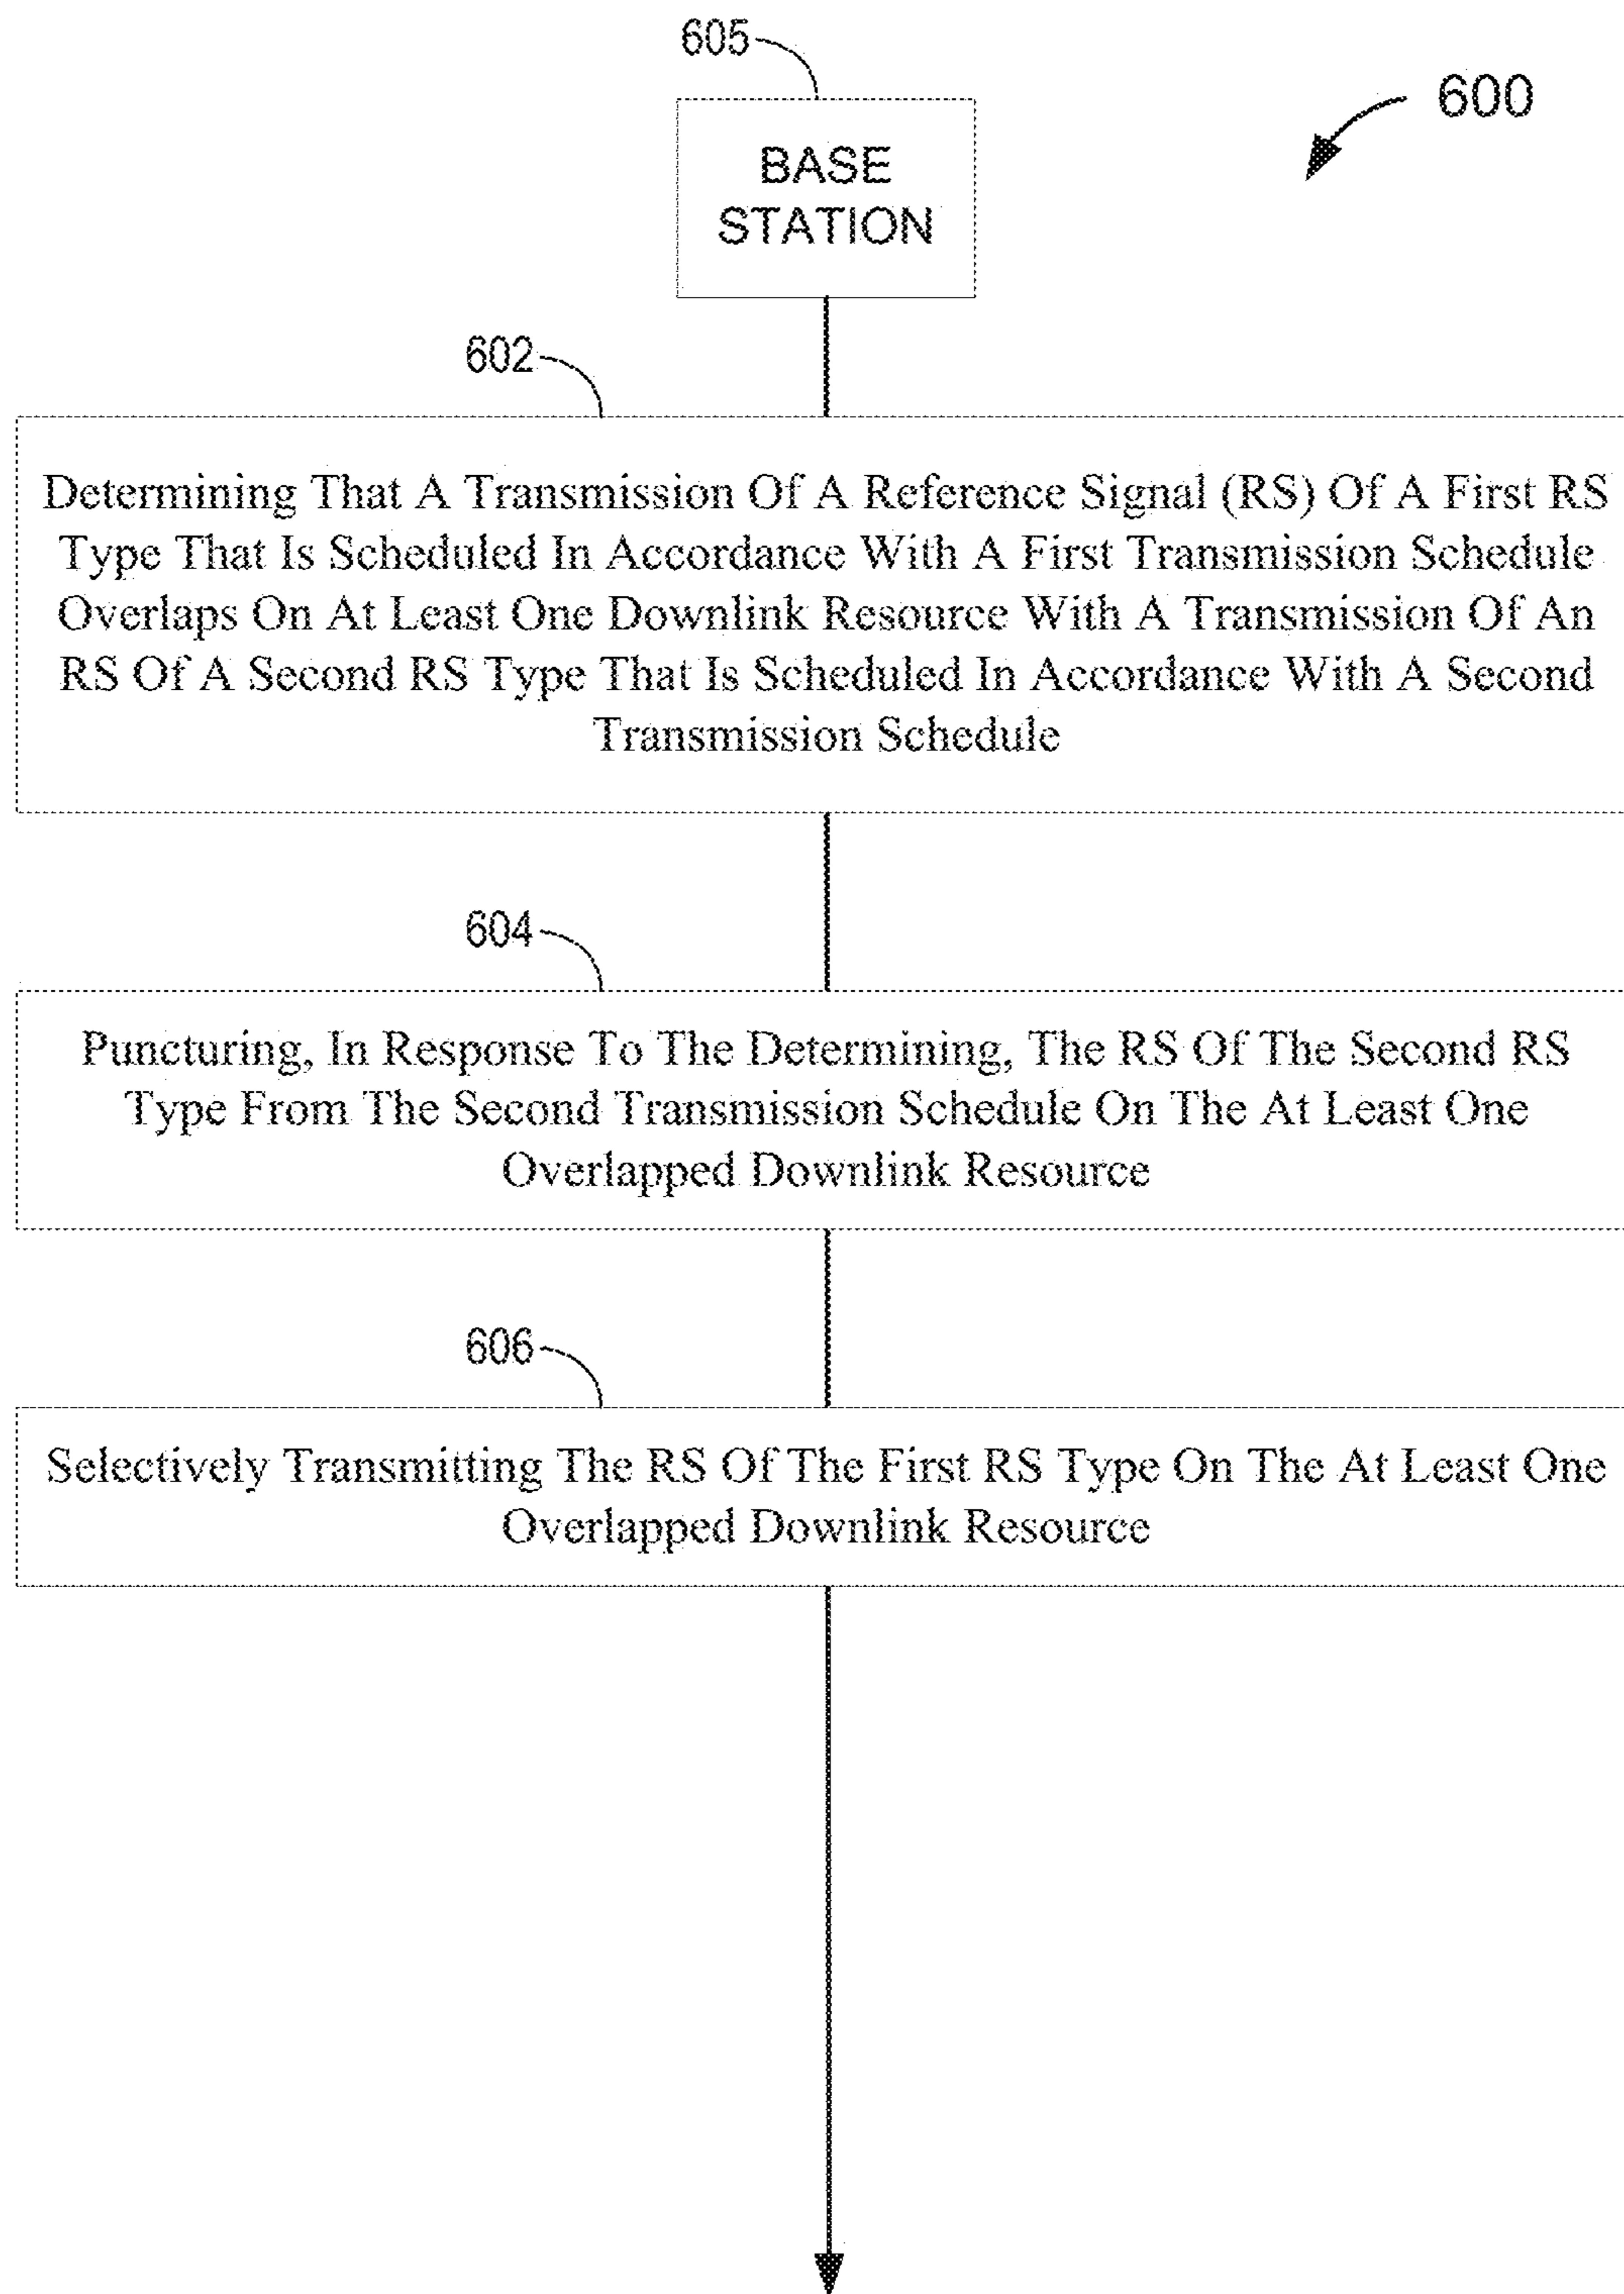 605
600
BASE
STATION
602
Determining That A Transmission Of A Reference Signal (RS) Of A First RS
Type That Is Scheduled In Accordance With A First Transmission Schedule
Overlaps On At Least One Downlink Resource With A Transmission Of An
RS Of A Second RS Type That Is Scheduled In Accordance With A Second
Transmission Schedule
604
Puncturing, In Response To The Determining, The RS Of The Second RS
Type From The Second Transmission Schedule On The At Least One
Overlapped Downlink Resource
606
Selectively Transmitting The RS Of The First RS Type On The At Least One
Overlapped Downlink Resource